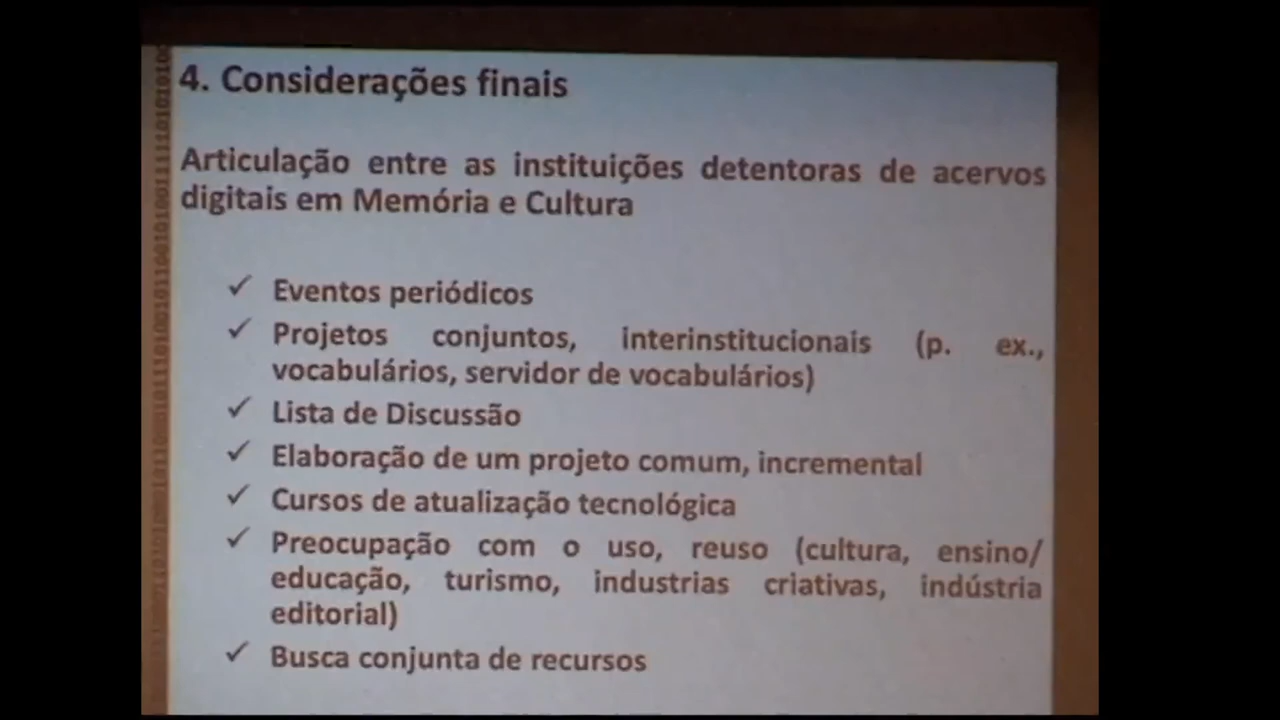 4. Considerações finais
Articulação entre as instituições detentoras de acervos
digitais em Memória e Cultura
✓ Eventos periódicos
✓ Projetos conjuntos, interinstitucionais (p. ex.,
vocabulários, servidor de vocabulários)
✓ Lista de Discussão
✓ Elaboração de um projeto comum, incremental
✓ Cursos de atualização tecnológica
✓ Preocupação com o uso, reuso (cultura, ensino/
educação, turismo, industrias criativas, indústria
editorial)
✓ Busca conjunta de recursos